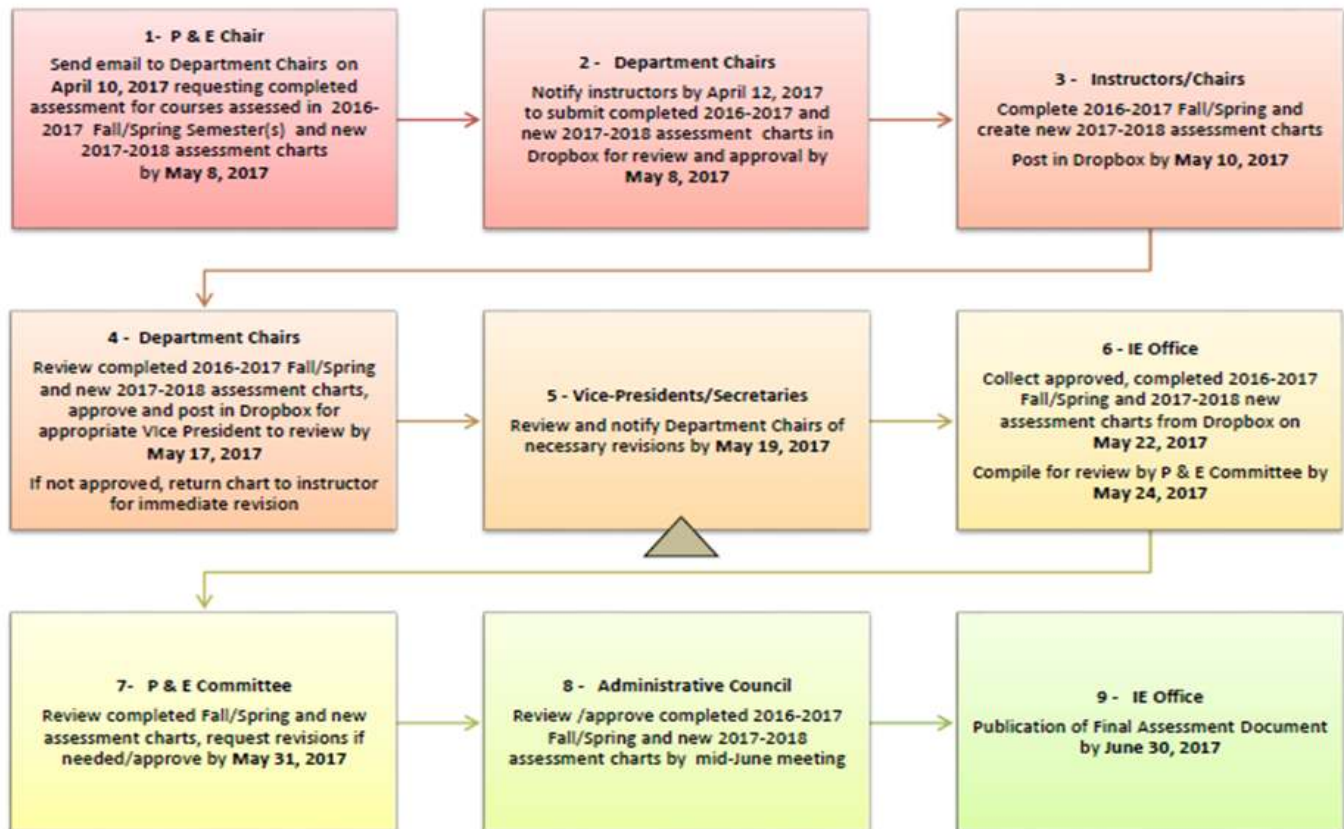 1- P & E Chair
Send email to Department Chairs on
April 10, 2017 requesting completed
assessment for courses assessed in 2016-
2017 Fall/Spring Semester(s) and new
2017-2018 assessment charts
by May 8, 2017
2 - Department Chairs
Notify instructors by April 12, 2017
to submit completed 2016-2017 and
new 2017-2018 assessment charts in
Dropbox for review and approval by
May 8, 2017
3 - Instructors/Chairs
Complete 2016-2017 Fall/Spring and
create new 2017-2018 assessment charts
Post in Dropbox by May 10, 2017
4 - Department Chairs
Review completed 2016-2017 Fall/Spring
and new 2017-2018 assessment charts,
approve and post in Dropbox for
appropriate Vice President to review by
May 17, 2017
If not approved, return chart to instructor
for immediate revision
5 - Vice-Presidents/Secretaries
Review and notify Department Chairs of
necessary revisions by May 19, 2017
6 - IE Office
Collect approved, completed 2016-2017
Fall/Spring and 2017-2018 new
assessment charts from Dropbox on
May 22, 2017
Compile for review by P & E Committee by
May 24, 2017
7- P & E Committee
Review completed Fall/Spring and new
assessment charts, request revisions if
needed/approve by May 31, 2017
8 - Administrative Council
Review /approve completed 2016-2017
Fall/Spring and new 2017-2018
assessment charts by mid-June meeting
9 - IE Office
Publication of Final Assessment Document
by June 30, 2017